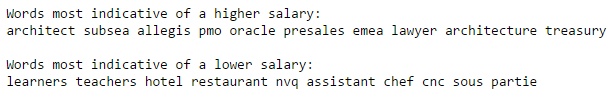 Words most indicative of a higher salary:
architect subsea allegis pmo oracle presales emea lawyer architecture treasury
Words most indicative of a lower salary:
learners teachers hotel restaurant nvq assistant chef cnc sous partie